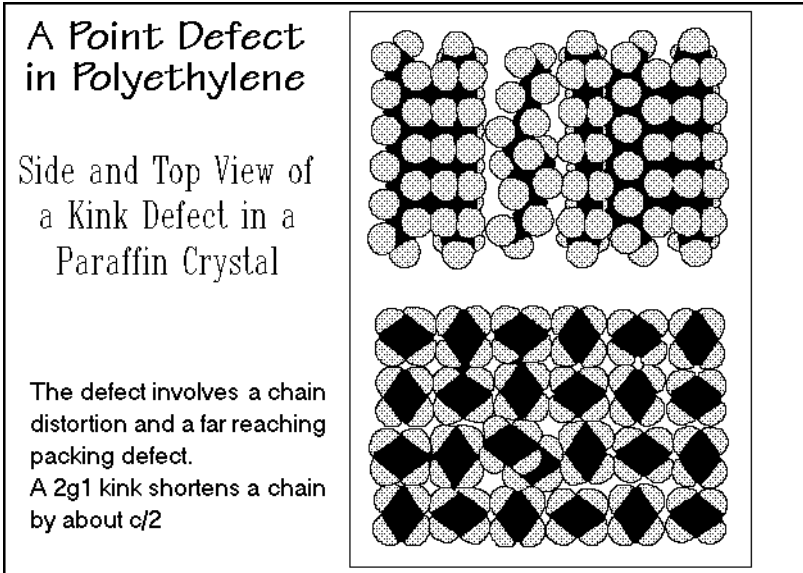 A Point Defect
in Polyethylene
Side and Top View of
a Kink Defect in a
Paraffin Crystal
The defect involves a chain
distortion and a far reaching
packing defect.
A 2g1 kink shortens a chain
by about c/2